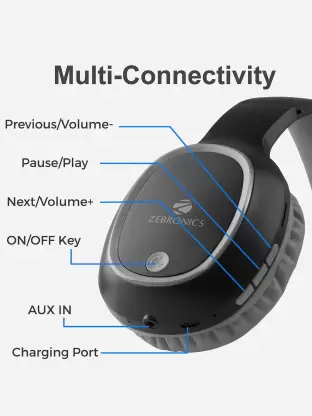 Multi-Connectivity
Previous/Volume-
Pause/Play
Next/Volume+
ON/OFF Key
ZEBRONICS
AUX IN
Charging Port